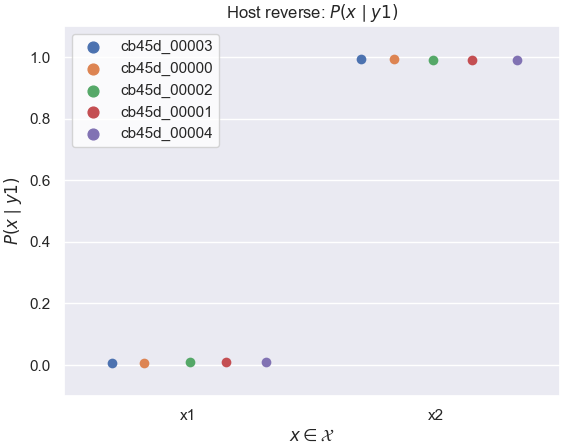 Host reverse: P(x | y1)
cb45d_00003
cb45d_00000
cb45d_00002
cb45d_00001
cb45d_00004
P(x | y1)
1.0
0.8
0.6
0.4
0.2
0.0
x1 x2
x ∈ 𝒳